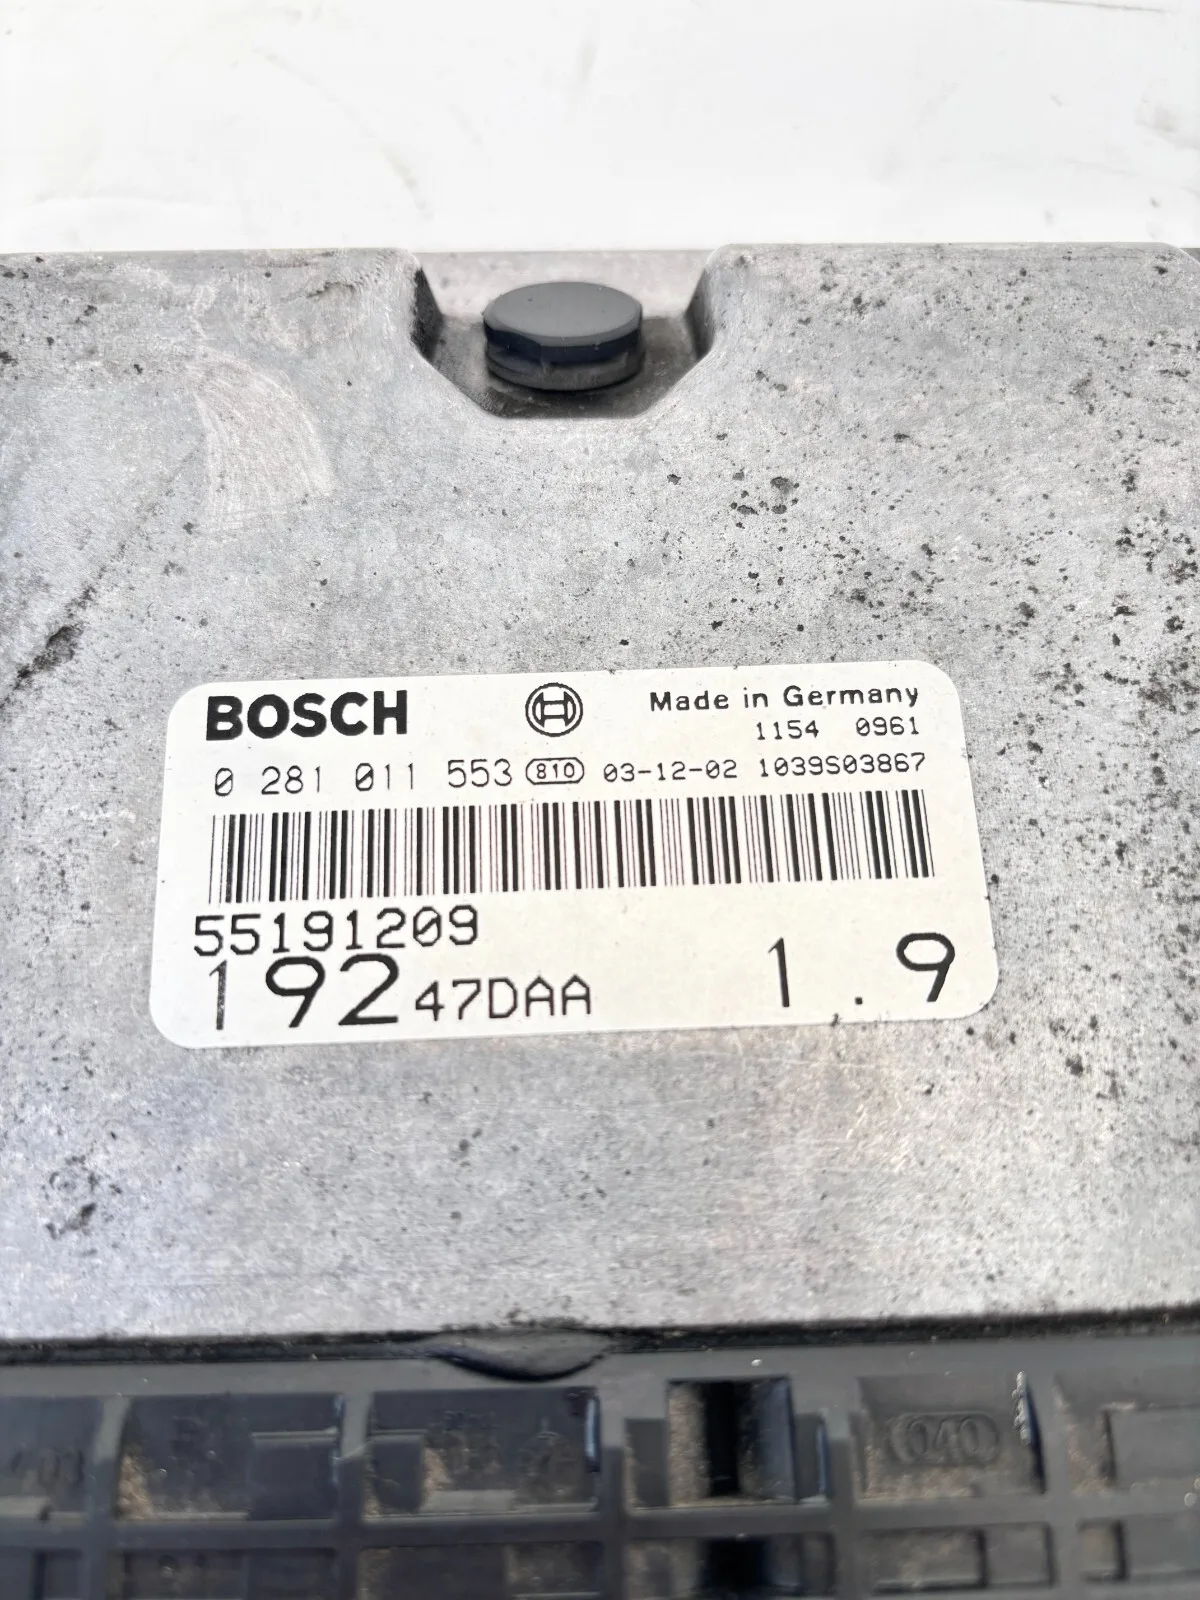 BOSCH Made in Germany
1154 0961
0 281 011 553 810 03-12-02 1039S03867
55191209
192 47DAA 1.9
040